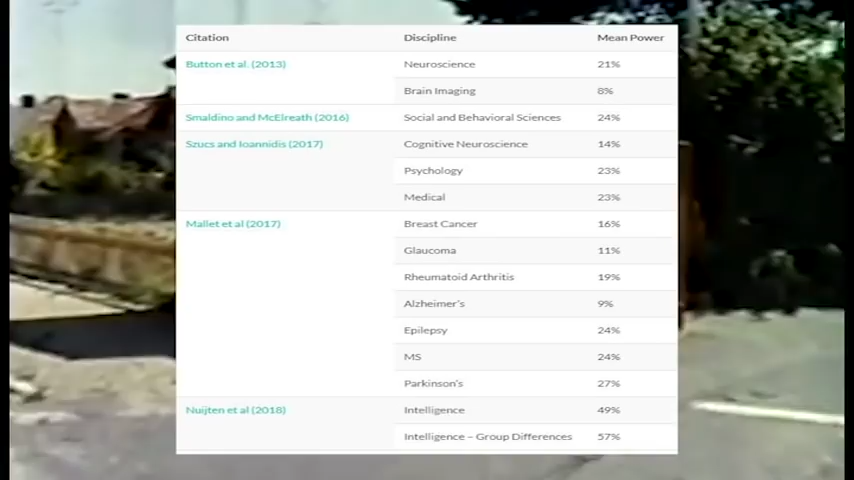 Citation Discipline Mean Power
Button et al. (2013) Neuroscience 21%
Brain Imaging 8%
Smaldino and McElreath (2016) Social and Behavioral Sciences 24%
Szucs and Ioannidis (2017) Cognitive Neuroscience 14%
Psychology 23%
Medical 23%
Mallet et al (2017) Breast Cancer 16%
Glaucoma 11%
Rheumatoid Arthritis 19%
Alzheimer's 9%
Epilepsy 24%
MS 24%
Parkinson's 27%
Nuijten et al (2018) Intelligence 49%
Intelligence – Group Differences 57%